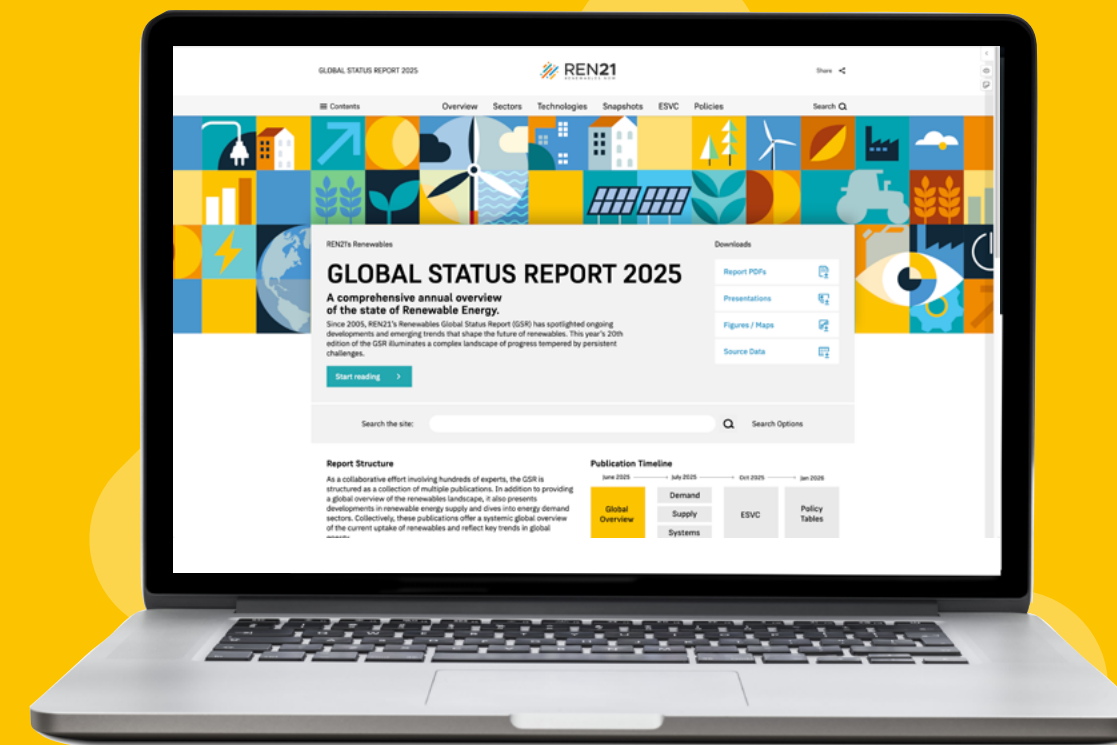 GLOBAL STATUS REPORT 2025
REN21
RENEWABLES NOW
Share
Contents
Overview Sectors Technologies Snapshots ESVC Policies
Search
REN21's Renewables
GLOBAL STATUS REPORT 2025
A comprehensive annual overview
of the state of Renewable Energy.
Since 2005, REN21's Renewables Global Status Report (GSR) has spotlighted ongoing
developments and emerging trends that shape the future of renewables. This year's 20th
edition of the GSR illuminates a complex landscape of progress tempered by persistent
challenges.
Start reading
Downloads
Report PDFs
Presentations
Figures / Maps
Source Data
Search the site:
Search Options
Report Structure
As a collaborative effort involving hundreds of experts, the GSR is
structured as a collection of multiple publications. In addition to providing
a global overview of the renewables landscape, it also presents
developments in renewable energy supply and dives into energy demand
sectors. Collectively, these publications offer a systemic global overview
of the current uptake of renewables and reflect key trends in global
energy.
Publication Timeline
June 2025 July 2025 Oct 2025 Jan 2026
Global
Overview
Demand
Supply
Systems
ESVC
Policy
Tables